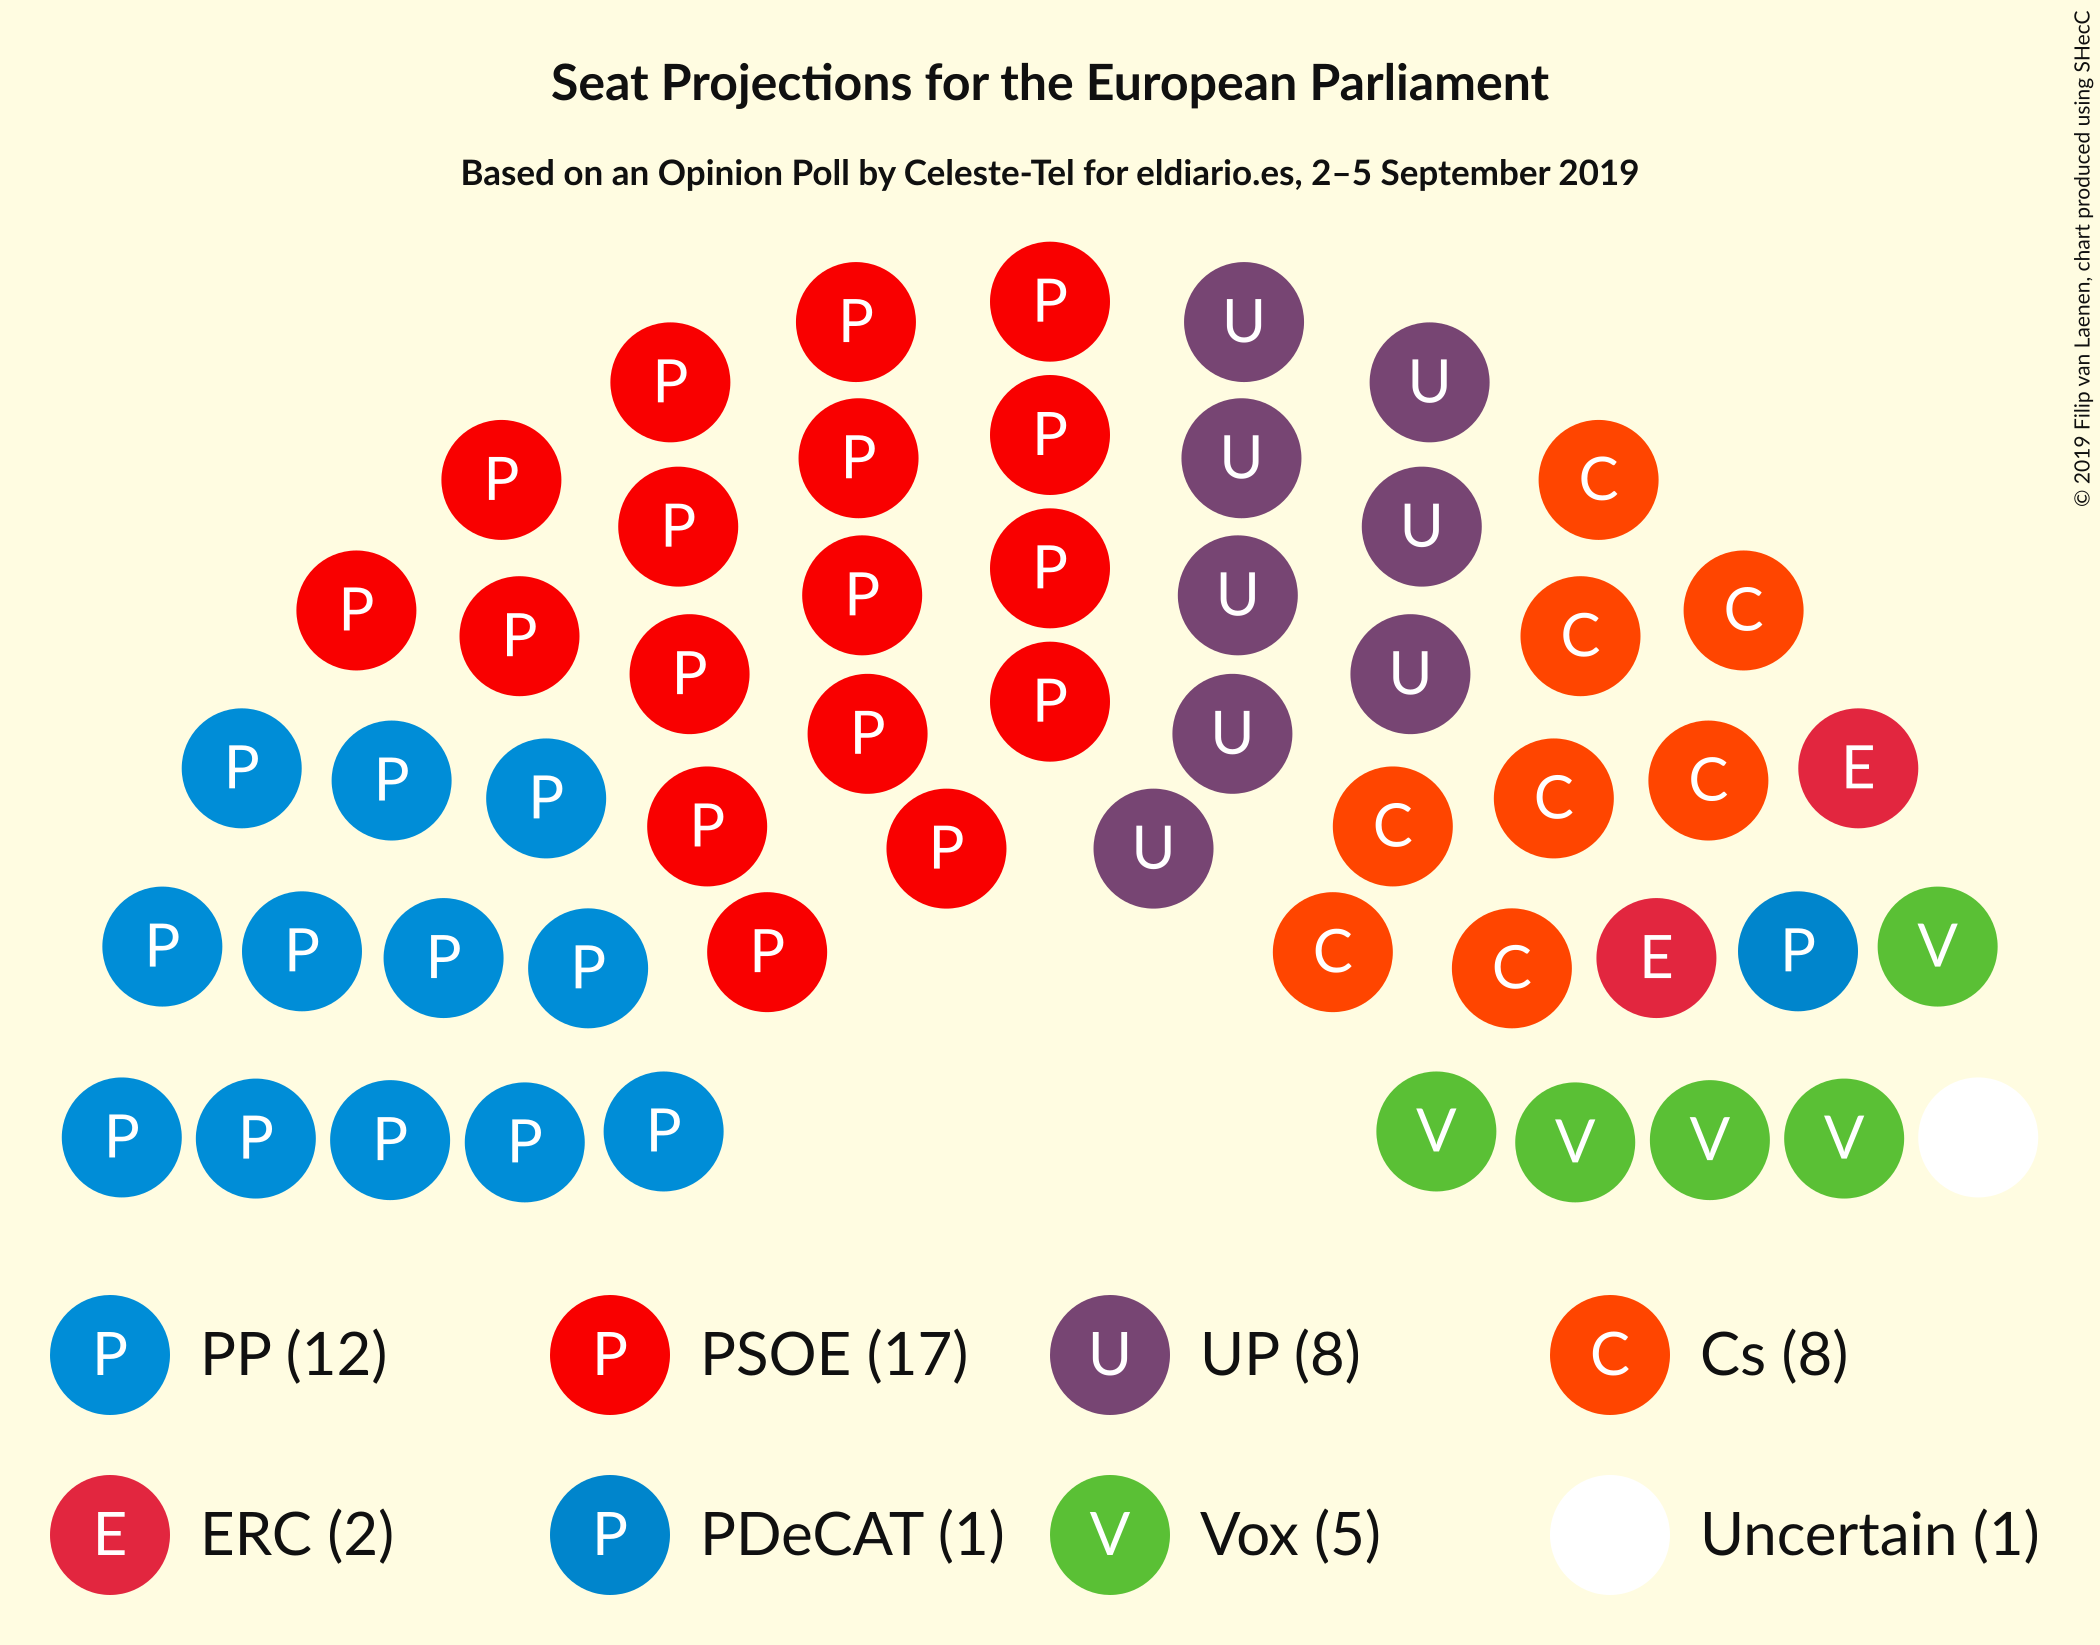 Seat Projections for the European Parliament
Based on an Opinion Poll by Celeste-Tel for eldiario.es, 2–5 September 2019
© 2019 Filip van Laenen, chart produced using SHecC
P
P P
U U
P P
P P
U U
P C
P P
U U
P C
P P
U U
P P C C
P P
U U
P P P P C C C E
P U
P P P P P C C E P V
P P P P P V V V V
P PP (12) P PSOE (17) U UP (8) C Cs (8)
E ERC (2) P PDeCAT (1) V Vox (5) Uncertain (1)